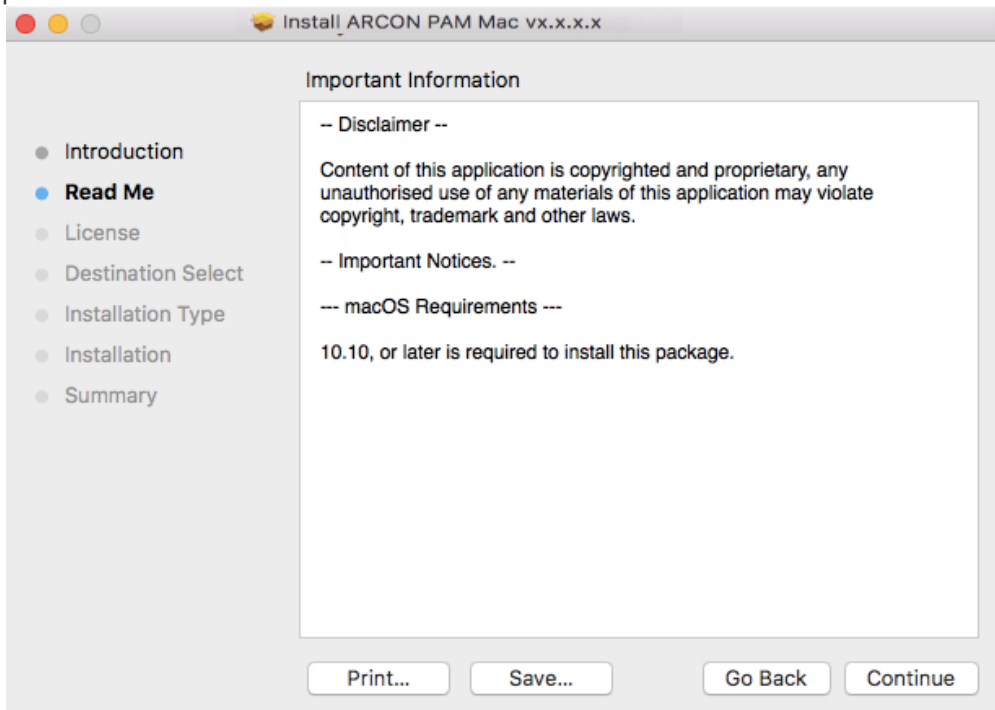 Install ARCON PAM Mac vx.x.x.x
Important Information
Introduction
Read Me
License
Destination Select
Installation Type
Installation
Summary
-- Disclaimer --
Content of this application is copyrighted and proprietary, any
unauthorised use of any materials of this application may violate
copyright, trademark and other laws.
-- Important Notices. --
--- macOS Requirements ---
10.10, or later is required to install this package.
Print...
Save...
Go Back
Continue